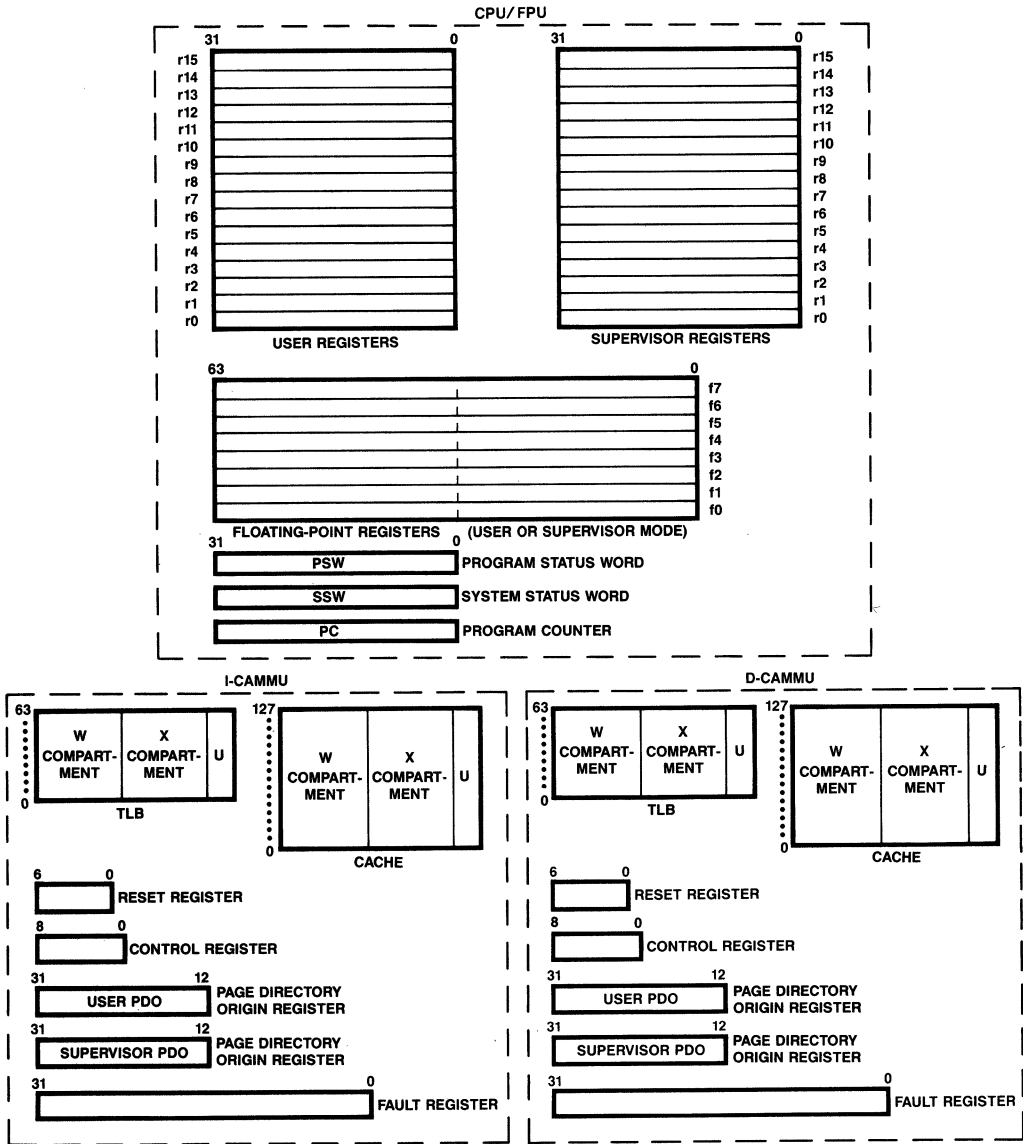 CPU/FPU
31 0
31 0
r15
r14
r13
r12
r11
r10
r9
r8
r7
r6
r5
r4
r3
r2
r1
r0
USER REGISTERS
r15
r14
r13
r12
r11
r10
r9
r8
r7
r6
r5
r4
r3
r2
r1
r0
SUPERVISOR REGISTERS
63 0
f7
f6
f5
f4
f3
f2
f1
f0
FLOATING-POINT REGISTERS (USER OR SUPERVISOR MODE)
31 0
PSW PROGRAM STATUS WORD
SSW SYSTEM STATUS WORD
PC PROGRAM COUNTER
I-CAMMU
63
0
W
COMPART-
MENT
X
COMPART-
MENT
U
TLB
127
0
W
COMPART-
MENT
X
COMPART-
MENT
U
CACHE
6 0
RESET REGISTER
8 0
CONTROL REGISTER
31 12
USER PDO
PAGE DIRECTORY
ORIGIN REGISTER
31 12
SUPERVISOR PDO
PAGE DIRECTORY
ORIGIN REGISTER
31 0
FAULT REGISTER
D-CAMMU
63
0
W
COMPART-
MENT
X
COMPART-
MENT
U
TLB
127
0
W
COMPART-
MENT
X
COMPART-
MENT
U
CACHE
6 0
RESET REGISTER
8 0
CONTROL REGISTER
31 12
USER PDO
PAGE DIRECTORY
ORIGIN REGISTER
31 12
SUPERVISOR PDO
PAGE DIRECTORY
ORIGIN REGISTER
31 0
FAULT REGISTER